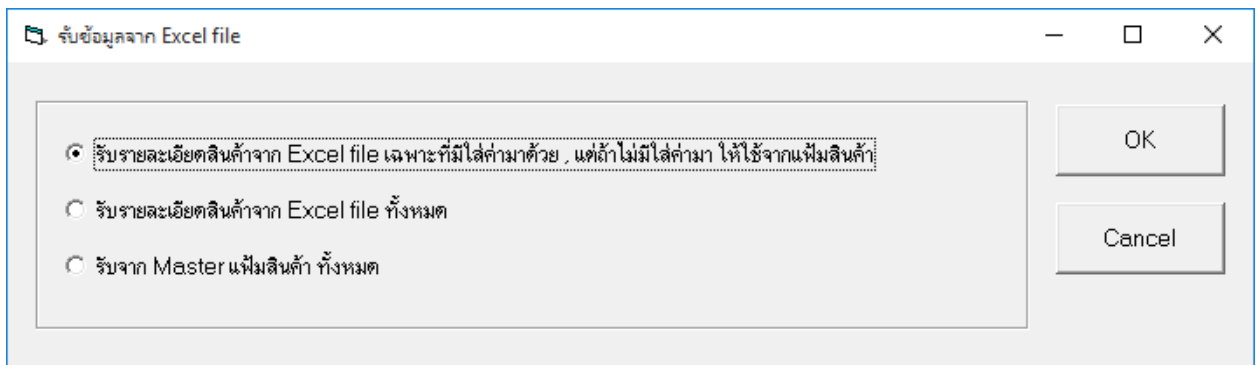 รับข้อมูลจาก Excel file
รับรายละเอียดสินค้าจาก Excel file เฉพาะที่มีใส่ค่ามาด้วย , แต่ถ้าไม่มีใส่ค่ามา ให้ใช้จากแฟ้มสินค้า
OK
รับรายละเอียดสินค้าจาก Excel file ทั้งหมด
Cancel
รับจาก Master แฟ้มสินค้า ทั้งหมด